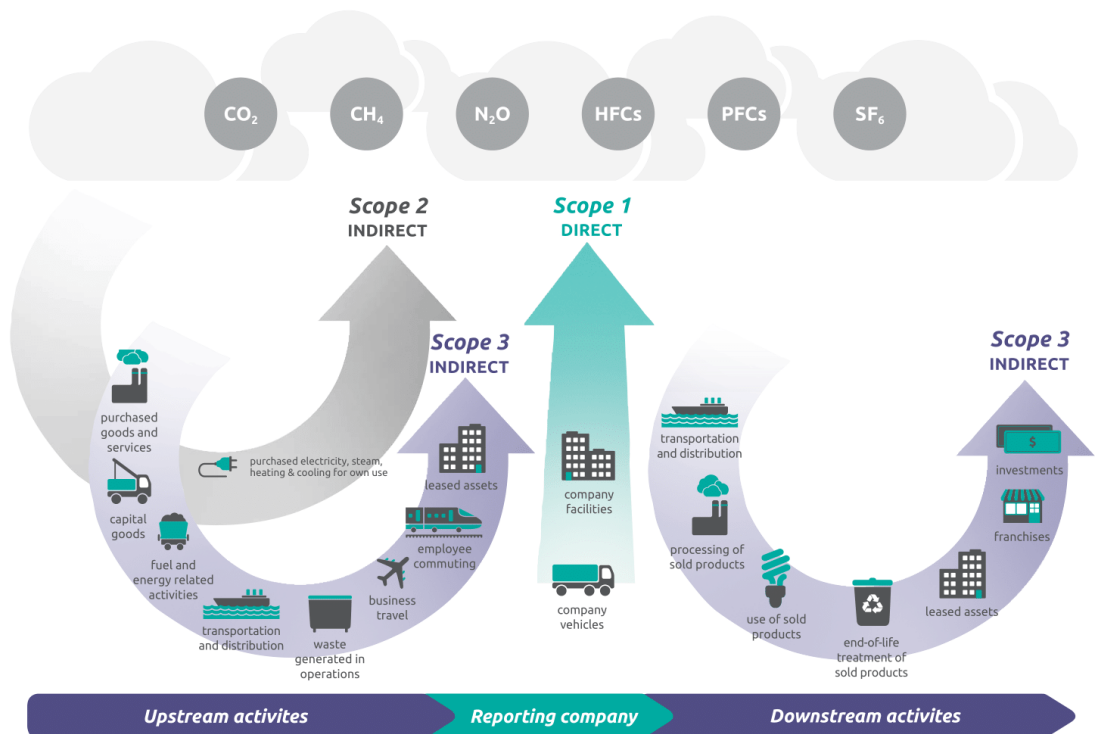 CO₂
CH₄
N₂O
HFCs
PFCs
SF₆
Scope 2
INDIRECT
Scope 1
DIRECT
Scope 3
INDIRECT
Scope 3
INDIRECT
purchased
goods and
services
capital
goods
fuel and
energy related
activities
transportation
and distribution
waste
generated in
operations
business
travel
employee
commuting
leased assets
purchased electricity, steam,
heating & cooling for own use
company
facilities
company
vehicles
transportation
and distribution
processing of
sold products
use of sold
products
end-of-life
treatment of
sold products
leased assets
franchises
$
investments
Upstream activites
Reporting company
Downstream activites